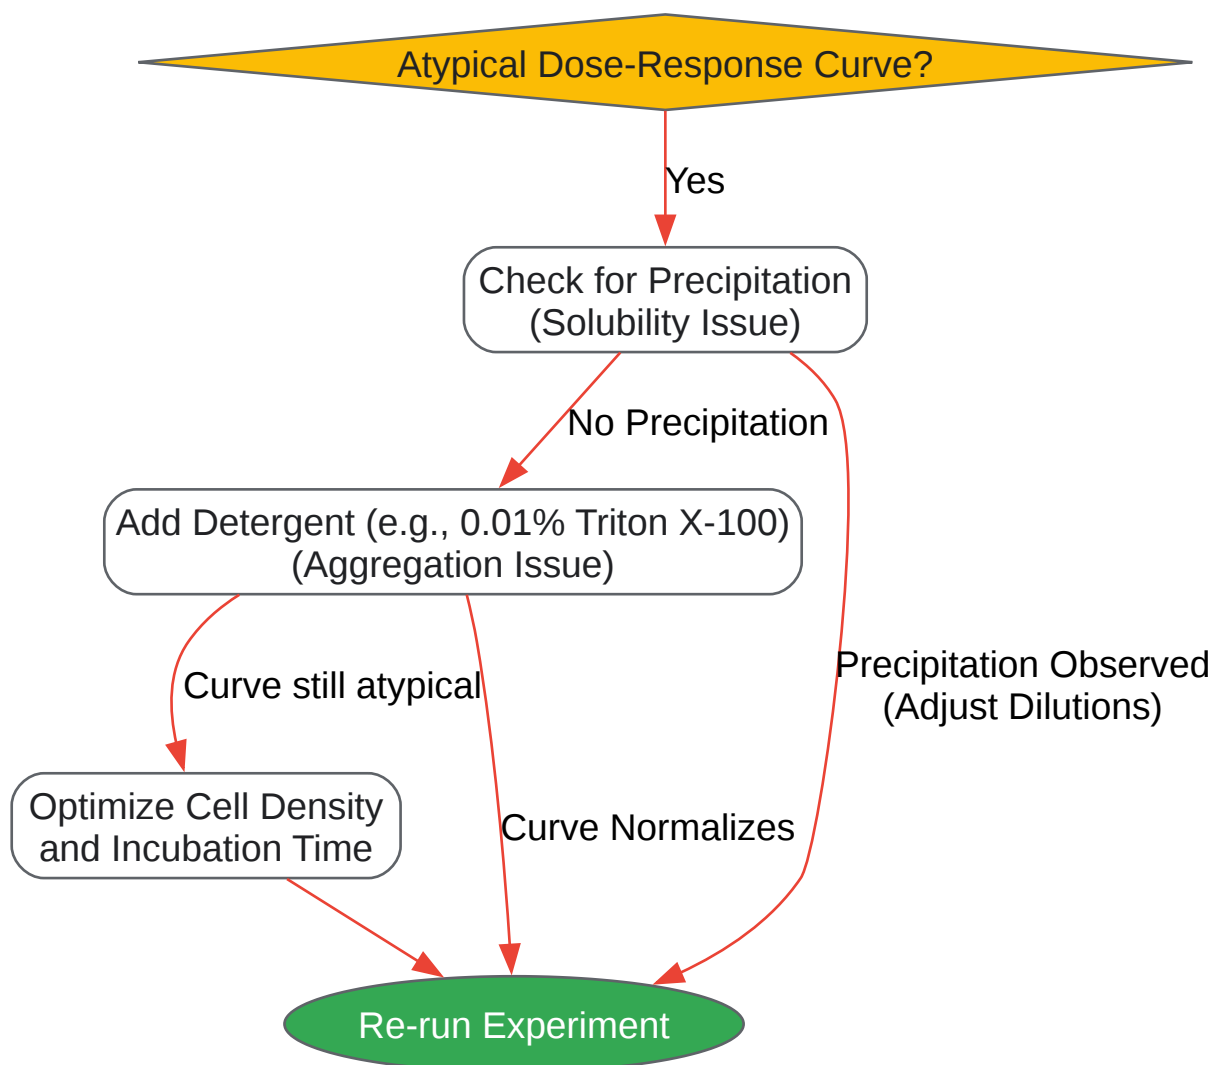 Atypical Dose-Response Curve?
Yes
Check for Precipitation
(Solubility Issue)
No Precipitation
Add Detergent (e.g., 0.01% Triton X-100)
(Aggregation Issue)
Precipitation Observed
(Adjust Dilutions)
Curve still atypical
Optimize Cell Density
and Incubation Time
Curve Normalizes
Re-run Experiment